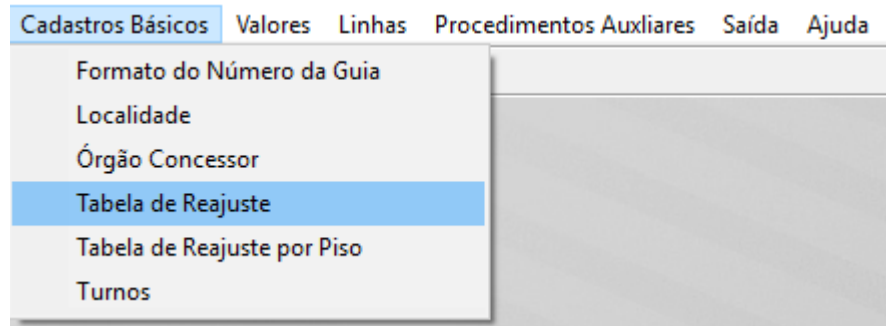 Cadastros Básicos Valores Linhas Procedimentos Auxliares Saída Ajuda
Formato do Número da Guia
Localidade
Órgão Concessor
Tabela de Reajuste
Tabela de Reajuste por Piso
Turnos